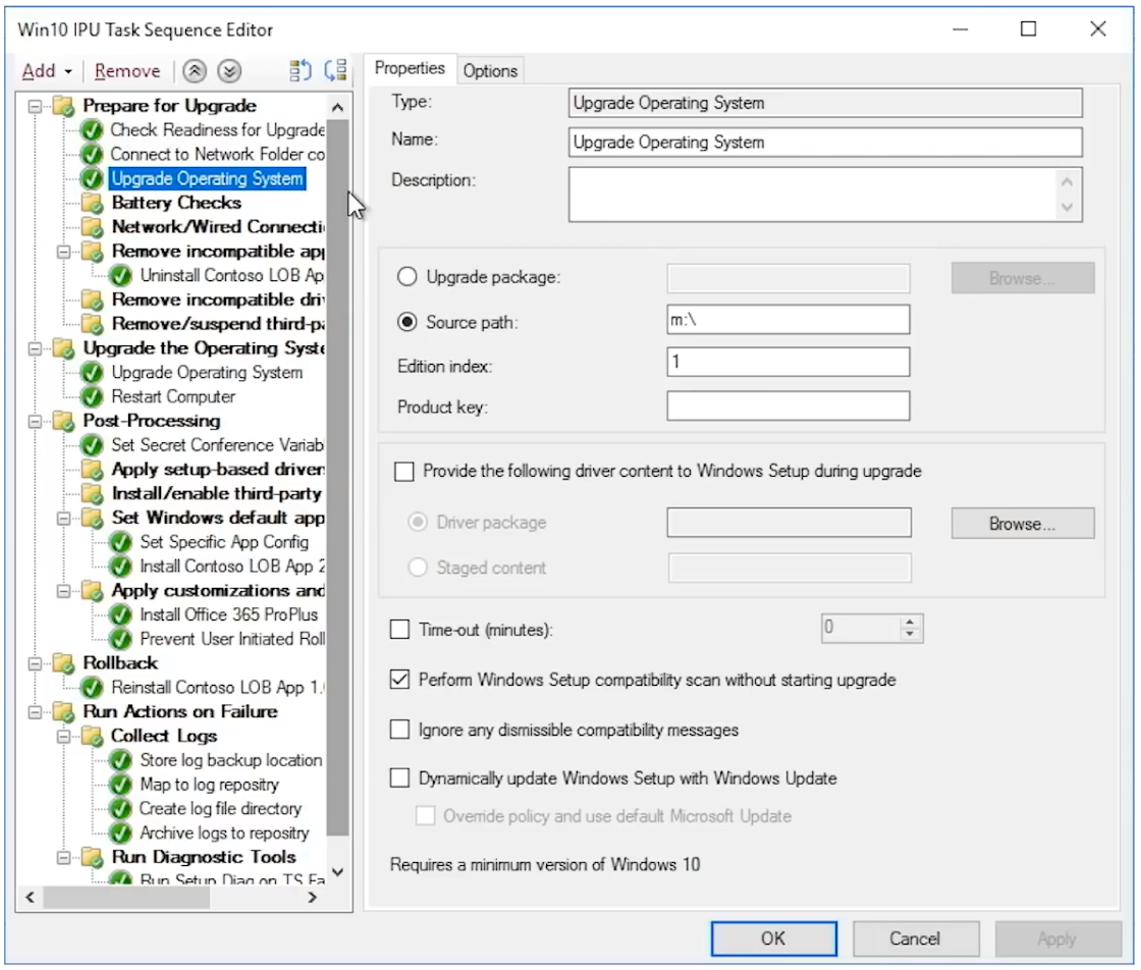 Win10 IPU Task Sequence Editor
Add
Remove
Prepare for Upgrade
Check Readiness for Upgrade
Connect to Network Folder co
Upgrade Operating System
Battery Checks
Network/Wired Connecti
Remove incompatible app
Uninstall Contoso LOB Ap
Remove incompatible driv
Remove/suspend third-pa
Upgrade the Operating Syste
Upgrade Operating System
Restart Computer
Post-Processing
Set Secret Conference Variab
Apply setup-based driver
Install/enable third-party
Set Windows default app
Set Specific App Config
Install Contoso LOB App 2
Apply customizations and
Install Office 365 ProPlus
Prevent User Initiated Roll
Rollback
Reinstall Contoso LOB App 1.
Run Actions on Failure
Collect Logs
Store log backup location
Map to log repositry
Create log file directory
Archive logs to repositry
Run Diagnostic Tools
Run Setup Diag on TS Fa
Properties
Options
Type:
Upgrade Operating System
Name:
Upgrade Operating System
Description:
Upgrade package:
Browse...
Source path:
m:\
Edition index:
1
Product key:
Provide the following driver content to Windows Setup during upgrade
Driver package
Browse...
Staged content
Time-out (minutes):
0
Perform Windows Setup compatibility scan without starting upgrade
Ignore any dismissible compatibility messages
Dynamically update Windows Setup with Windows Update
Override policy and use default Microsoft Update
Requires a minimum version of Windows 10
OK
Cancel
Apply